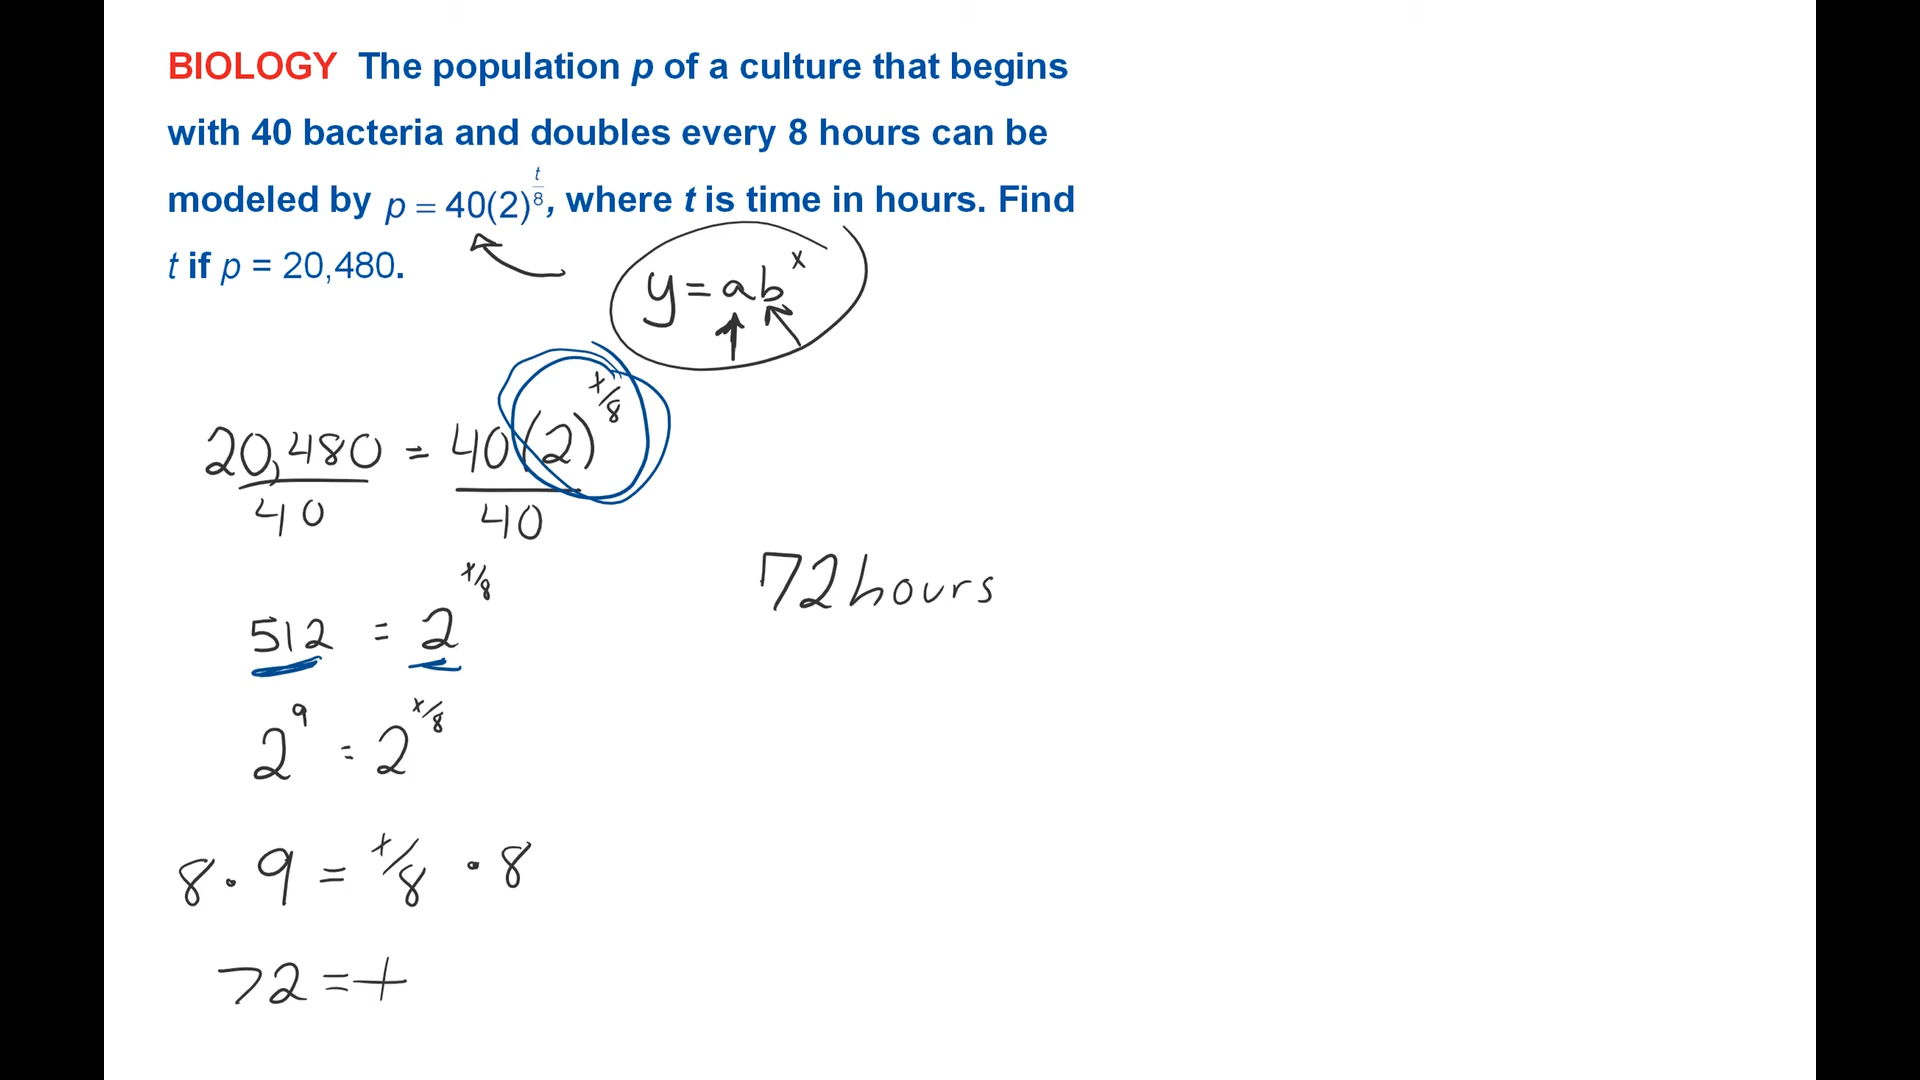 BIOLOGY The population p of a culture that begins
with 40 bacteria and doubles every 8 hours can be
modeled by p = 40(2)^(t/8), where t is time in hours. Find
t if p = 20,480.
y = ab^x
20,480 = 40(2)^(t/8)
40 40
72 hours
512 = 2^(t/8)
2^9 = 2^(t/8)
8 · 9 = t/8 · 8
72 = t